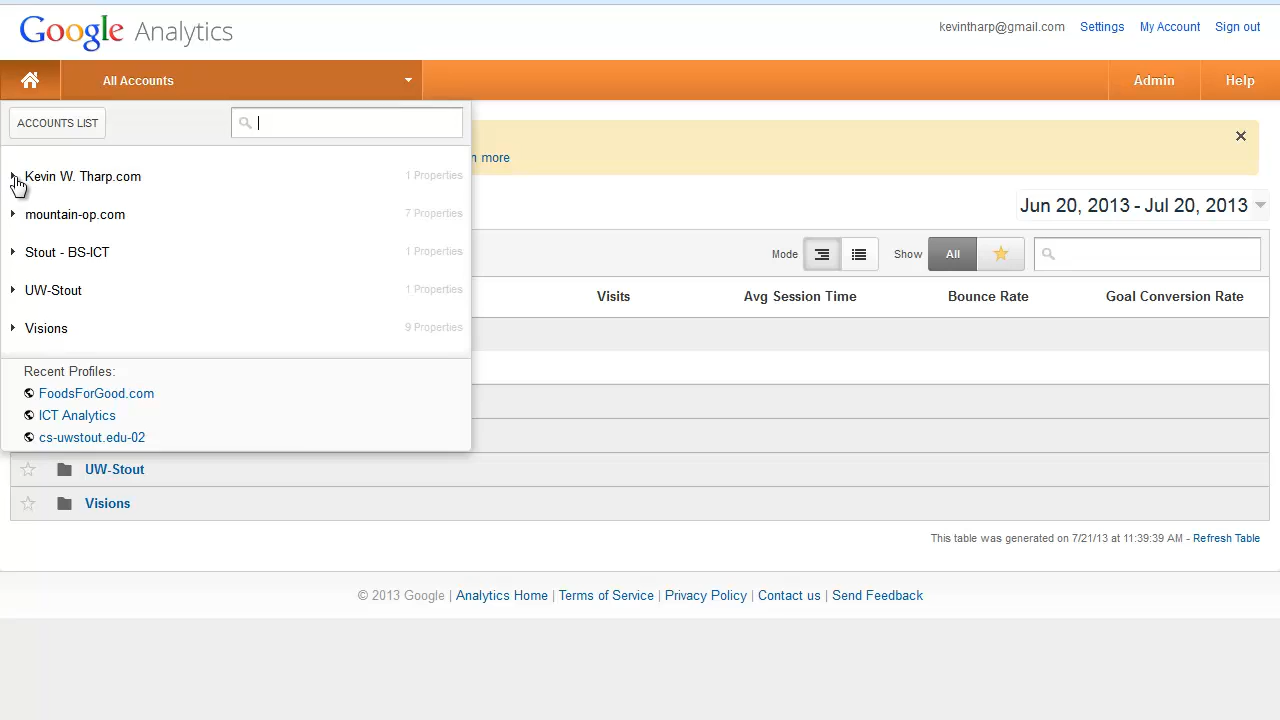 Google Analytics
kevintharp@gmail.com Settings My Account Sign out
All Accounts
Admin Help
ACCOUNTS LIST
more
Kevin W. Tharp.com 1 Properties
mountain-op.com 7 Properties
Stout - BS-ICT 1 Properties
UW-Stout 1 Properties
Visions 9 Properties
Jun 20, 2013 - Jul 20, 2013
Mode Show All
Visits Avg Session Time Bounce Rate Goal Conversion Rate
Recent Profiles:
FoodsForGood.com
ICT Analytics
cs-uwstout.edu-02
UW-Stout
Visions
This table was generated on 7/21/13 at 11:39:39 AM - Refresh Table
© 2013 Google | Analytics Home | Terms of Service | Privacy Policy | Contact us | Send Feedback